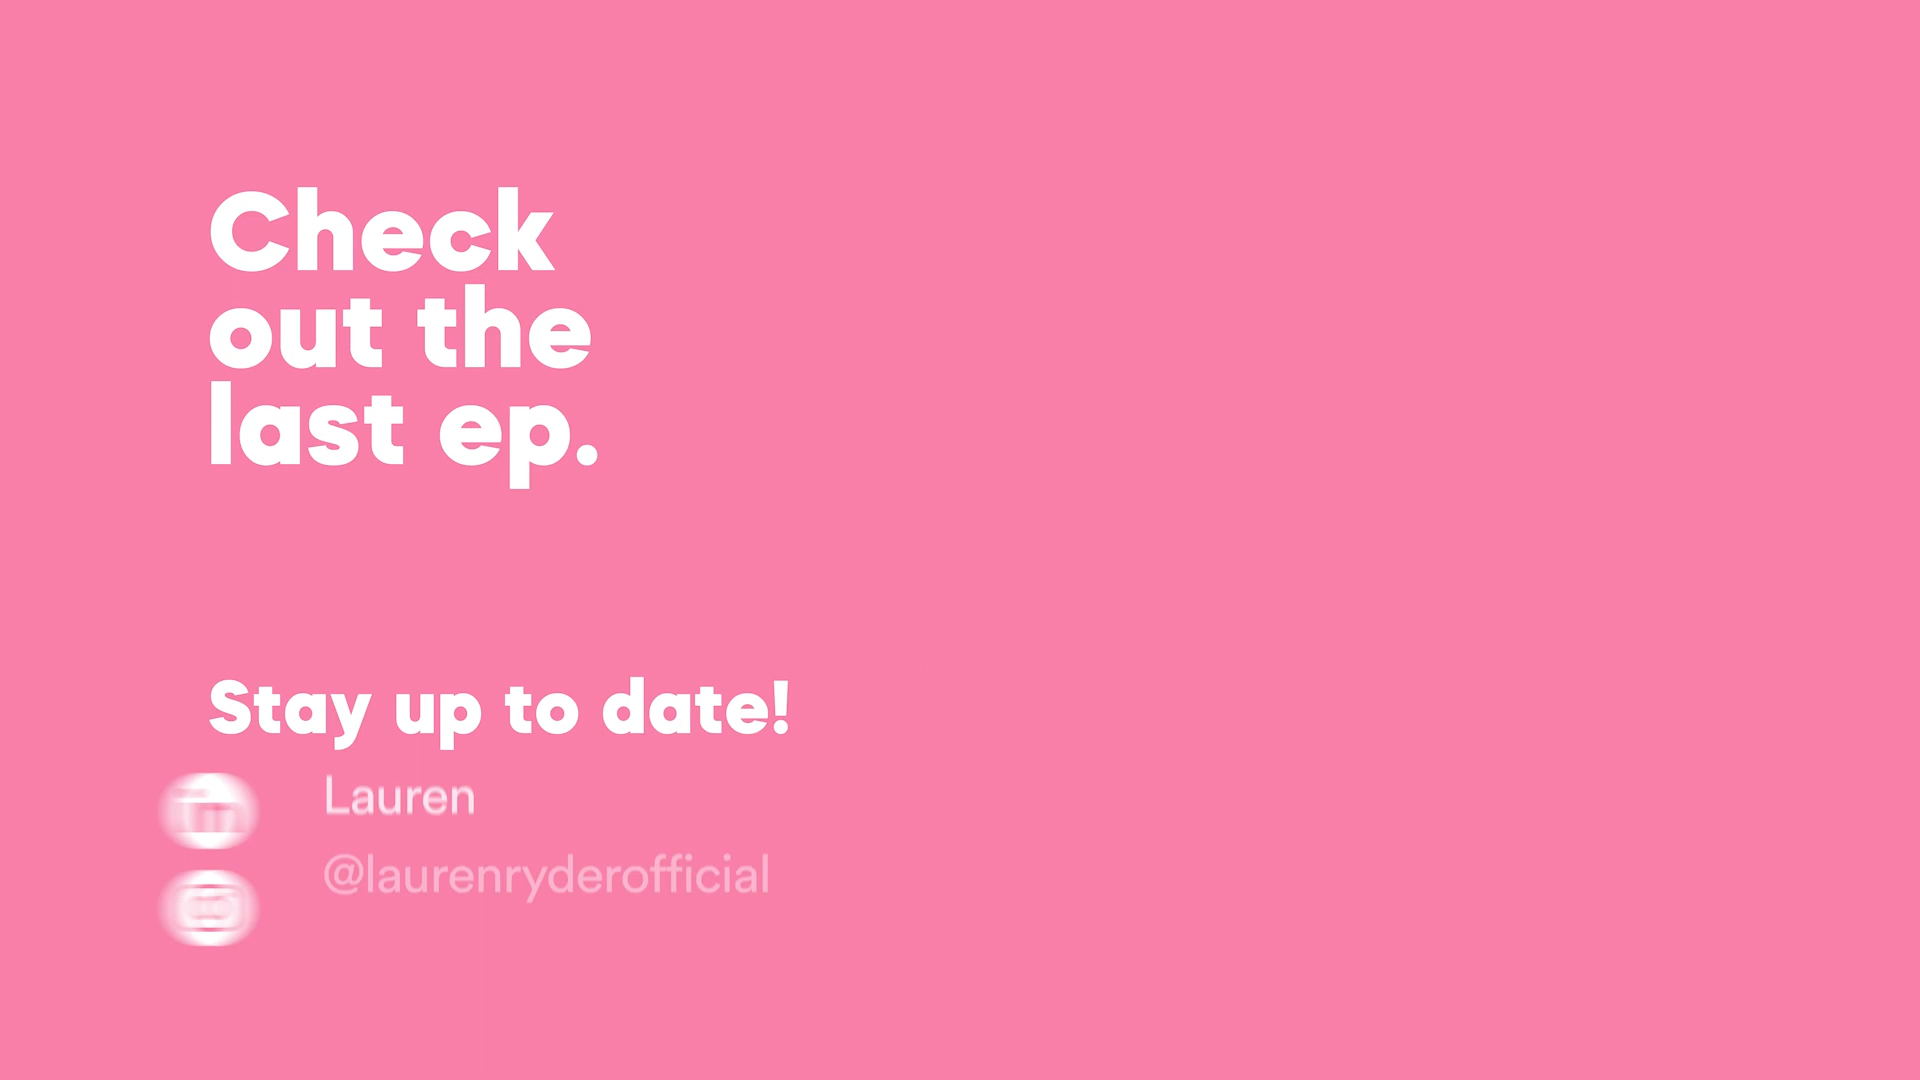 Check
out the
last ep.
Stay up to date!
Lauren
@laurenryderofficial